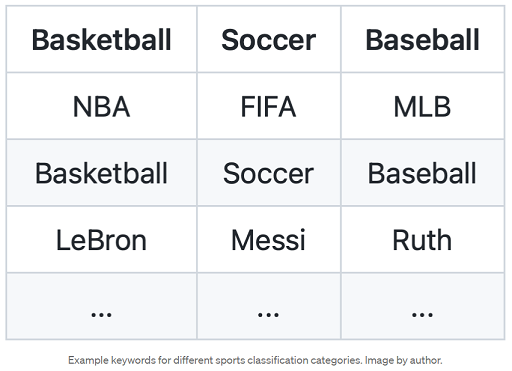 Basketball Soccer Baseball
NBA FIFA MLB
Basketball Soccer Baseball
LeBron Messi Ruth
... ... ...
Example keywords for different sports classification categories. Image by author.